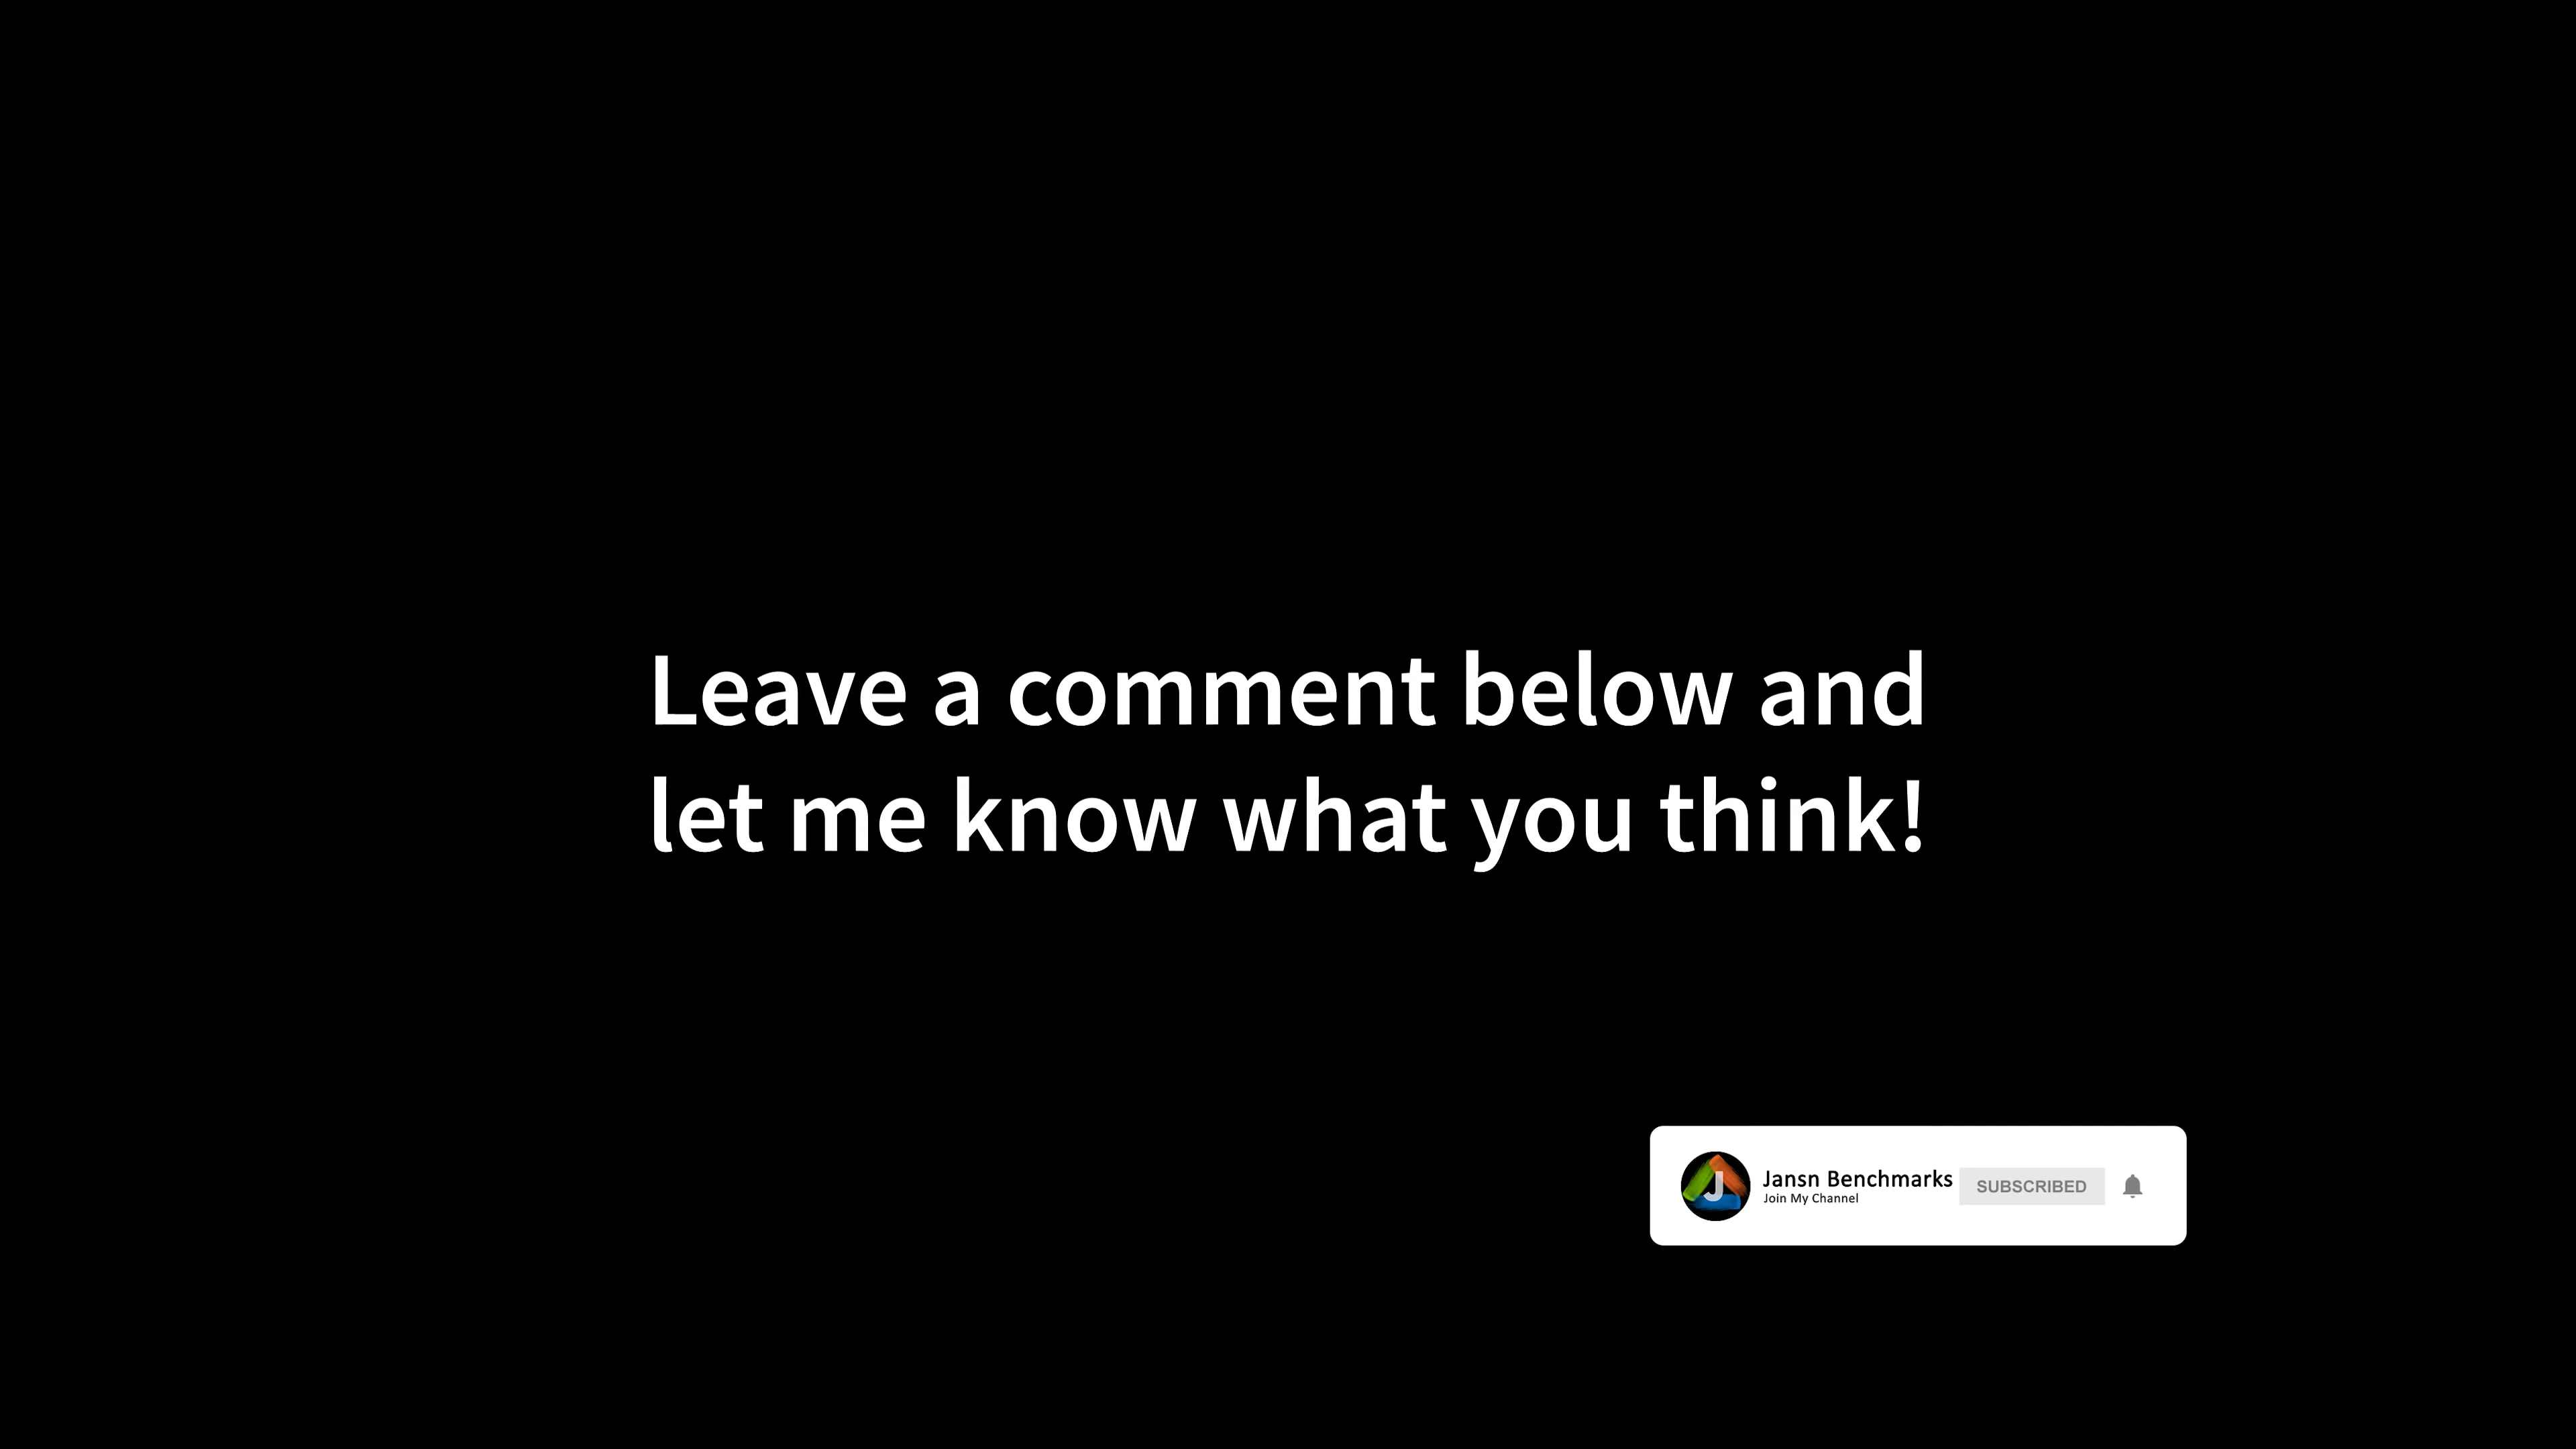 Leave a comment below and
let me know what you think!
J
Jansn Benchmarks
Join My Channel
SUBSCRIBED